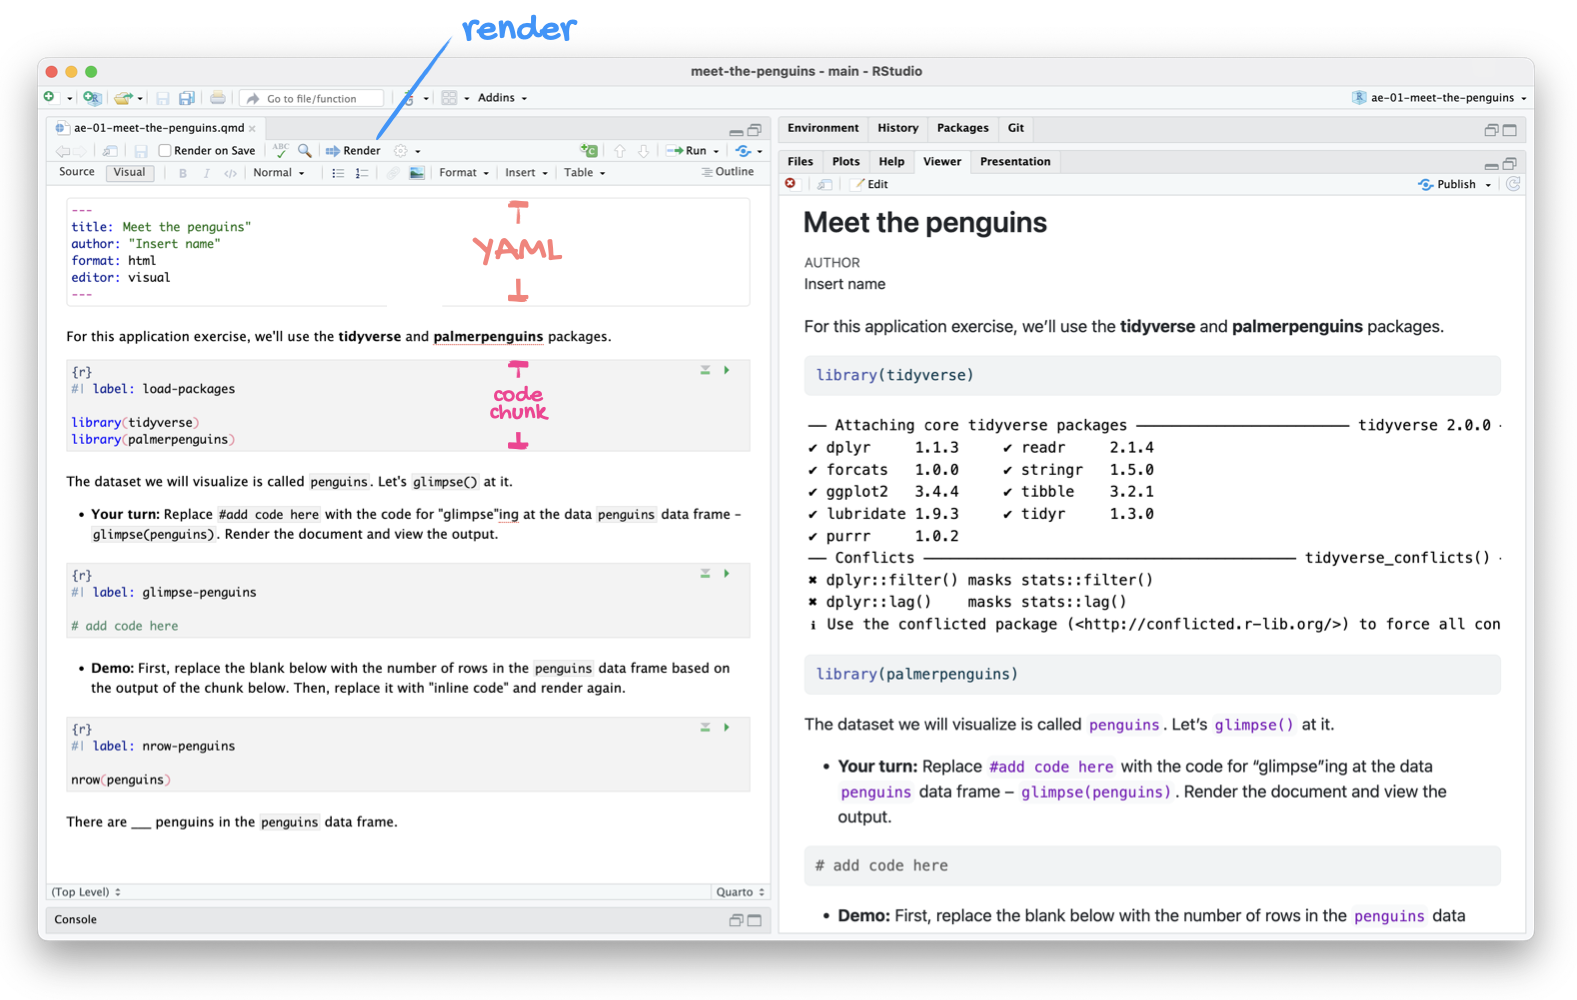 render
meet-the-penguins - main - RStudio
Go to file/function
Addins
ae-01-meet-the-penguins
ae-01-meet-the-penguins.qmd
Render on Save
ABC
Render
Run
Source
Visual
B
I
</>
Normal
Format
Insert
Table
Outline
---
title: Meet the penguins"
author: "Insert name"
format: html
editor: visual
---
YAML
For this application exercise, we'll use the tidyverse and palmerpenguins packages.
{r}
#| label: load-packages
library(tidyverse)
library(palmerpenguins)
code
chunk
The dataset we will visualize is called penguins. Let's glimpse() at it.
• Your turn: Replace #add code here with the code for "glimpse"ing at the data penguins data frame –
glimpse(penguins). Render the document and view the output.
{r}
#| label: glimpse-penguins
# add code here
• Demo: First, replace the blank below with the number of rows in the penguins data frame based on
the output of the chunk below. Then, replace it with "inline code" and render again.
{r}
#| label: nrow-penguins
nrow(penguins)
There are ___ penguins in the penguins data frame.
(Top Level)
Quarto
Console
Environment
History
Packages
Git
Files
Plots
Help
Viewer
Presentation
Edit
Publish
Meet the penguins
AUTHOR
Insert name
For this application exercise, we’ll use the tidyverse and palmerpenguins packages.
library(tidyverse)
── Attaching core tidyverse packages ──────────────── tidyverse 2.0.0 
✔ dplyr     1.1.3     ✔ readr     2.1.4
✔ forcats   1.0.0     ✔ stringr   1.5.0
✔ ggplot2   3.4.4     ✔ tibble    3.2.1
✔ lubridate 1.9.3     ✔ tidyr     1.3.0
✔ purrr     1.0.2
── Conflicts ──────────────────────────── tidyverse_conflicts() 
✖ dplyr::filter() masks stats::filter()
✖ dplyr::lag()    masks stats::lag()
ℹ Use the conflicted package (<http://conflicted.r-lib.org/>) to force all con
library(palmerpenguins)
The dataset we will visualize is called penguins. Let’s glimpse() at it.
• Your turn: Replace #add code here with the code for “glimpse”ing at the data
penguins data frame – glimpse(penguins). Render the document and view the
output.
# add code here
• Demo: First, replace the blank below with the number of rows in the penguins data